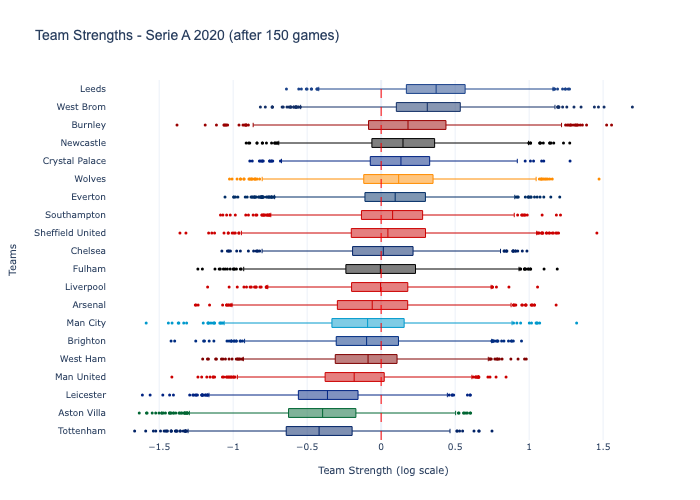 Team Strengths - Serie A 2020 (after 150 games)
Leeds
West Brom
Burnley
Newcastle
Crystal Palace
Wolves
Everton
Southampton
Sheffield United
Chelsea
Fulham
Liverpool
Arsenal
Man City
Brighton
West Ham
Man United
Leicester
Aston Villa
Tottenham
Teams
−1.5 −1 −0.5 0 0.5 1 1.5
Team Strength (log scale)